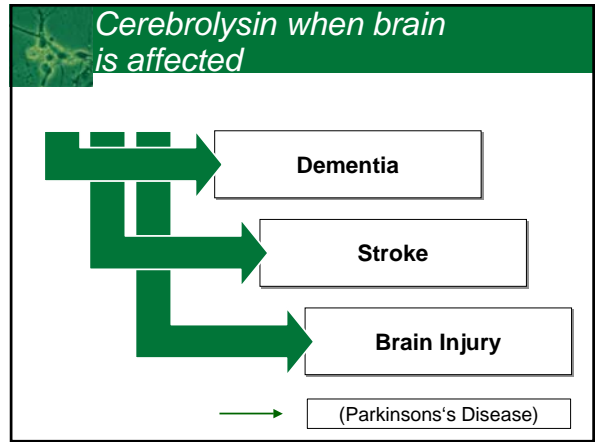 Cerebrolysin when brain
is affected
Dementia
Stroke
Brain Injury
(Parkinsons‘s Disease)